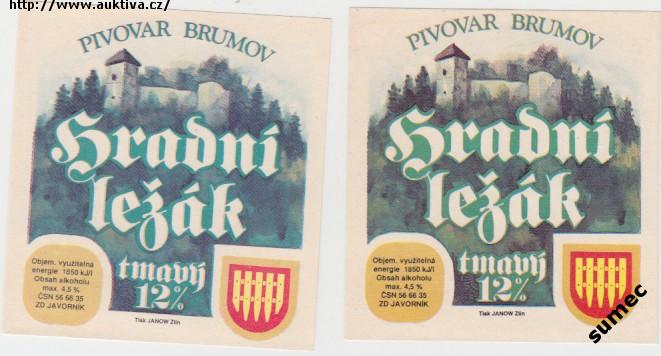 http://www.auktiva.cz/
PIVOVAR BRUMOV
Hradní
ležák
tmavý
12%
Objem. využitelná
energie 1850 kJ/l
Obsah alkoholu
max. 4,5 %
ČSN 56 66 35
ZD JAVORNÍK
Tisk JANOW Zlín
PIVOVAR BRUMOV
Hradní
ležák
tmavý
12%
Objem. využitelná
energie 1850 kJ/l
Obsah alkoholu
max. 4,5 %
ČSN 56 66 35
ZD JAVORNÍK
Tisk JANOW Zlín
sumec